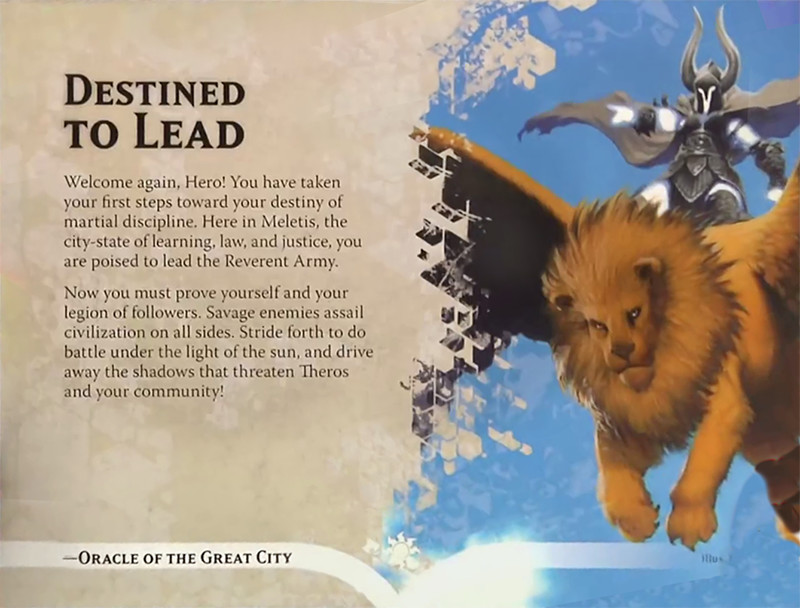 DESTINED
TO LEAD
Welcome again, Hero! You have taken
your first steps toward your destiny of
martial discipline. Here in Meletis, the
city-state of learning, law, and justice, you
are poised to lead the Reverent Army.
Now you must prove yourself and your
legion of followers. Savage enemies assail
civilization on all sides. Stride forth to do
battle under the light of the sun, and drive
away the shadows that threaten Theros
and your community!
—ORACLE OF THE GREAT CITY
Illus.